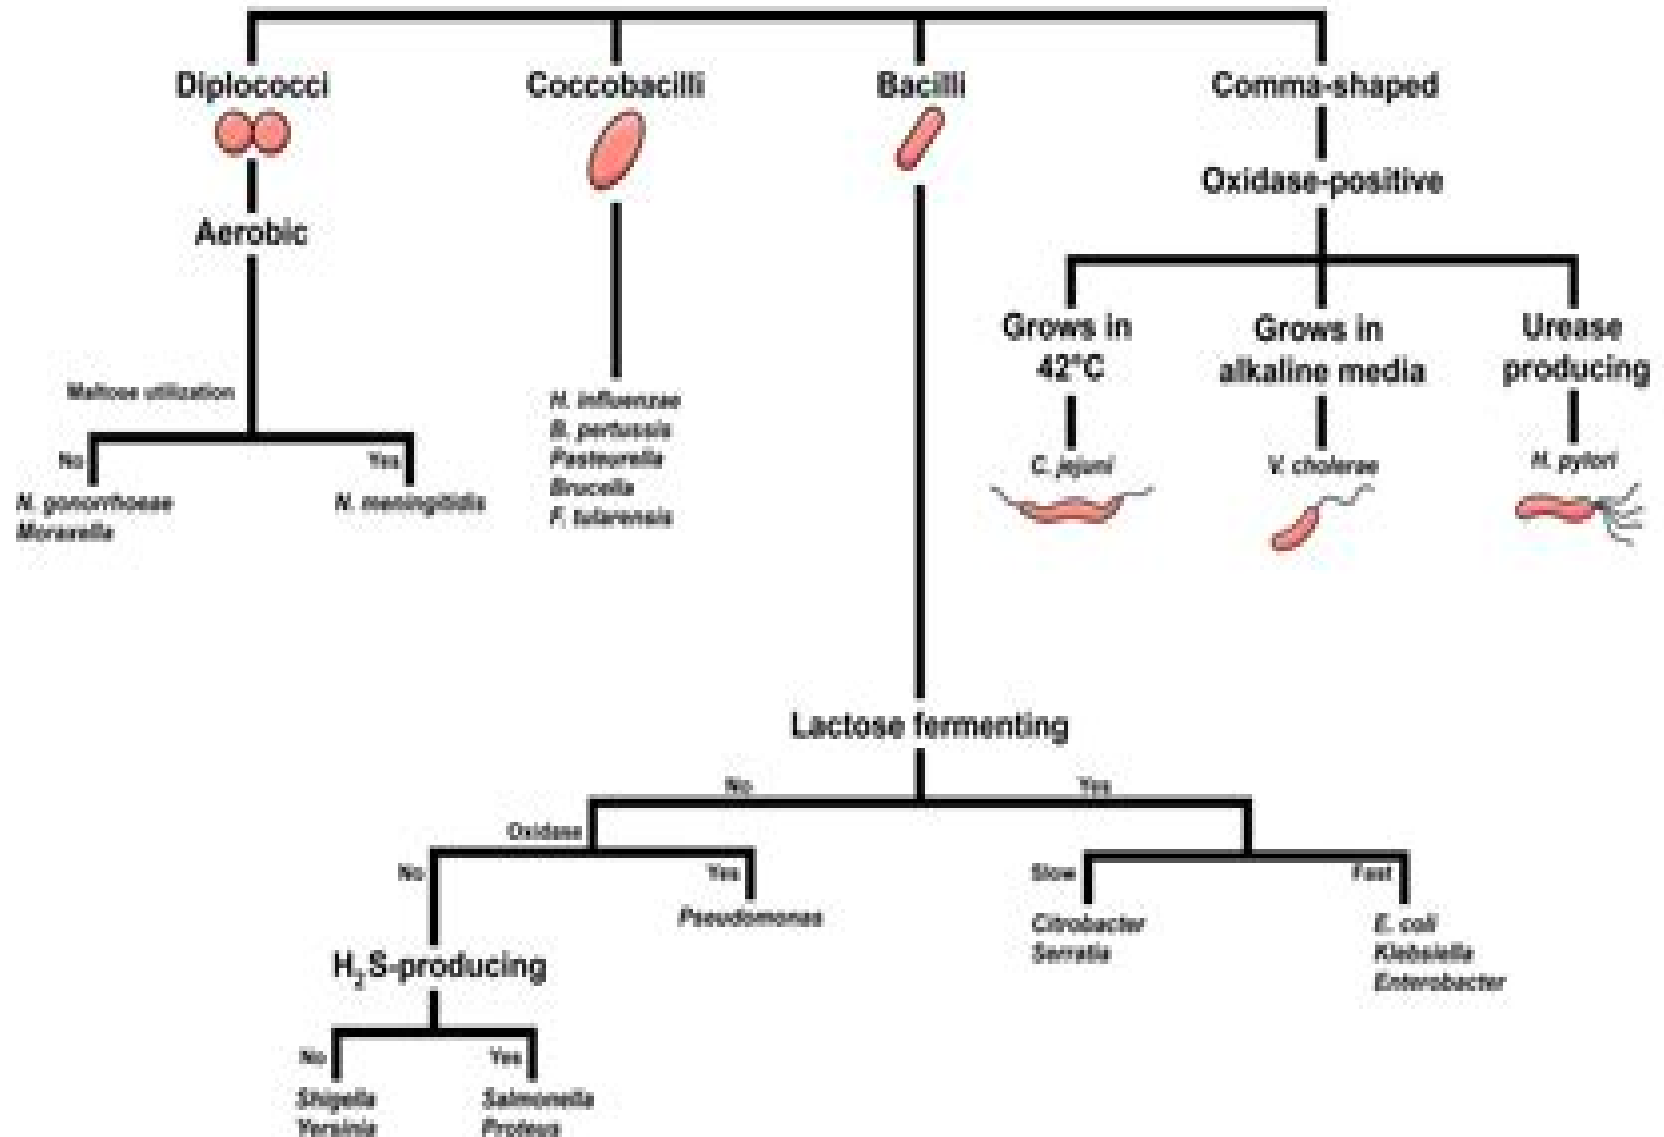 Diplococci
Coccobacilli
Bacilli
Comma-shaped
Oxidase-positive
Aerobic
Grows in
42°C
Grows in
alkaline media
Urease
producing
Maltose utilization
No
Yes
N. gonorrhoeae
Moraxella
N. meningitidis
H. influenzae
B. pertussis
Pasteurella
Brucella
F. tularensis
C. jejuni
V. cholerae
H. pylori
Lactose fermenting
No
Yes
Oxidase
No
Yes
Slow
Fast
Pseudomonas
Citrobacter
Serratia
E. coli
Klebsiella
Enterobacter
H₂S-producing
No
Yes
Shigella
Yersinia
Salmonella
Proteus